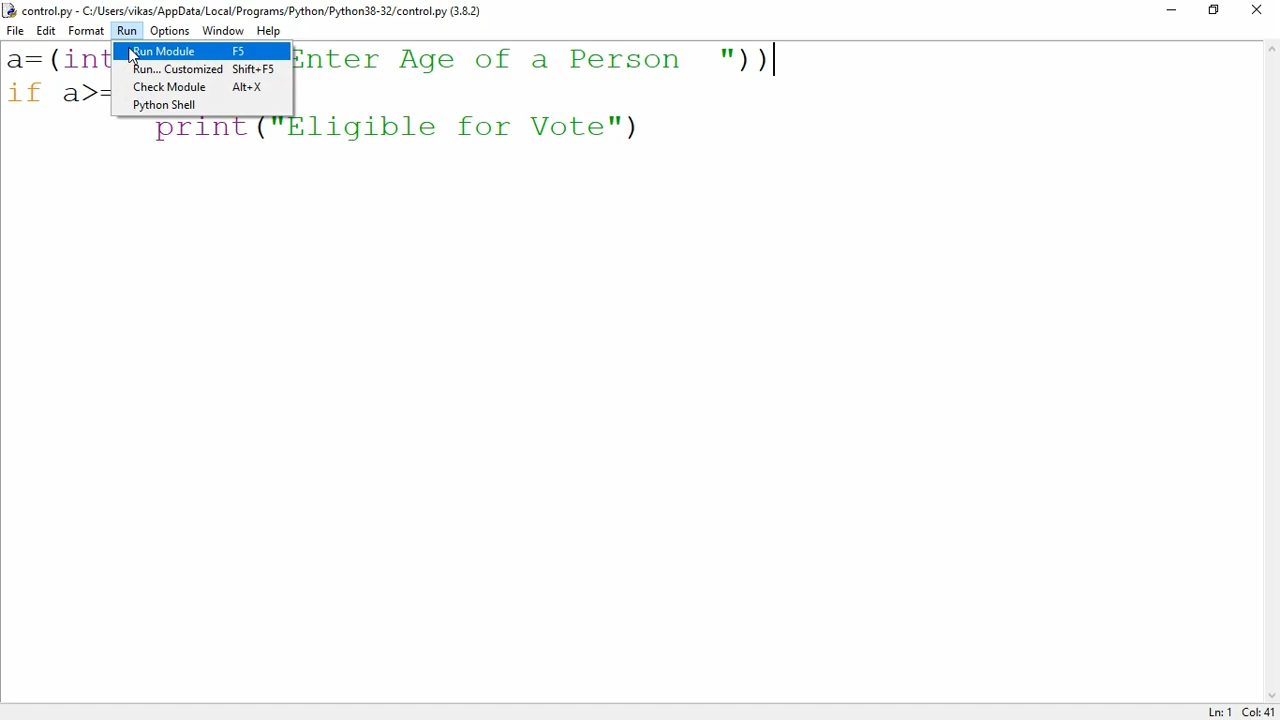 control.py - C:/Users/vikas/AppData/Local/Programs/Python/Python38-32/control.py (3.8.2)
File Edit Format Run Options Window Help
Run Module F5
Run... Customized Shift+F5
Check Module Alt+X
Python Shell
a=(int Enter Age of a Person "))
if a>=
print("Eligible for Vote")
Ln: 1 Col: 41